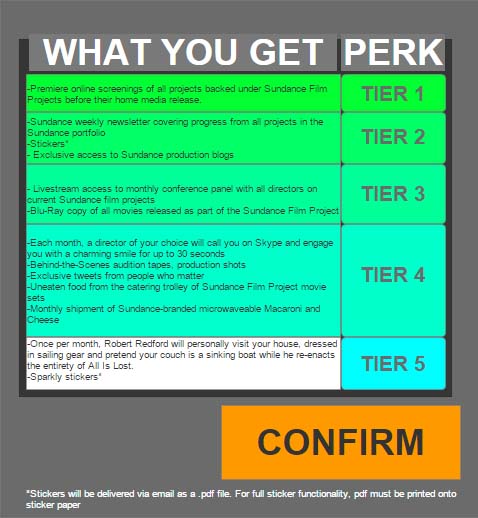 WHAT YOU GET PERK
-Premiere online screenings of all projects backed under Sundance Film
Projects before their home media release.
TIER 1
-Sundance weekly newsletter covering progress from all projects in the
Sundance portfolio
-Stickers*
- Exclusive access to Sundance production blogs
TIER 2
- Livestream access to monthly conference panel with all directors on
current Sundance film projects
-Blu-Ray copy of all movies released as part of the Sundance Film Project
TIER 3
-Each month, a director of your choice will call you on Skype and engage
you with a charming smile for up to 30 seconds
-Behind-the-Scenes audition tapes, production shots
-Exclusive tweets from people who matter
-Uneaten food from the catering trolley of Sundance Film Project movie
sets
-Monthly shipment of Sundance-branded microwaveable Macaroni and
Cheese
TIER 4
-Once per month, Robert Redford will personally visit your house, dressed
in sailing gear and pretend your couch is a sinking boat while he re-enacts
the entirety of All Is Lost.
-Sparkly stickers*
TIER 5
CONFIRM
*Stickers will be delivered via email as a .pdf file. For full sticker functionality, pdf must be printed onto
sticker paper